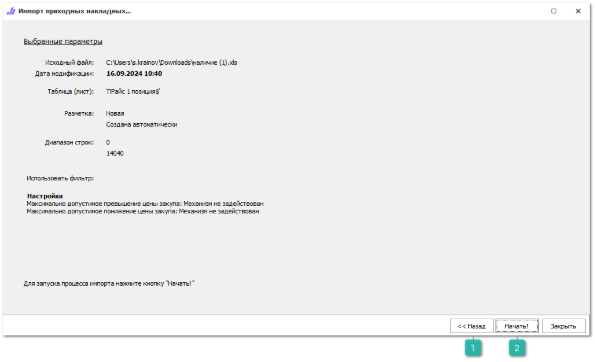 Импорт приходных накладных...
Выбранные параметры
Исходный файл: C:\Users\s.krainov\Downloads\наличие (1).xls
Дата модификации: 16.09.2024 10:40
Таблица (лист): 'ПРайс 1 позиция$'
Разметка: Новая
Создана автоматически
Диапазон строк: 0
14040
Использовать фильтр:
Настройки
Максимально допустимое превышение цены закупа: Механизм не задействован
Максимально допустимое понижение цены закупа: Механизм не задействован
Для запуска процесса импорта нажмите кнопку "Начать!"
<< Назад Начать! Закрыть
1 2